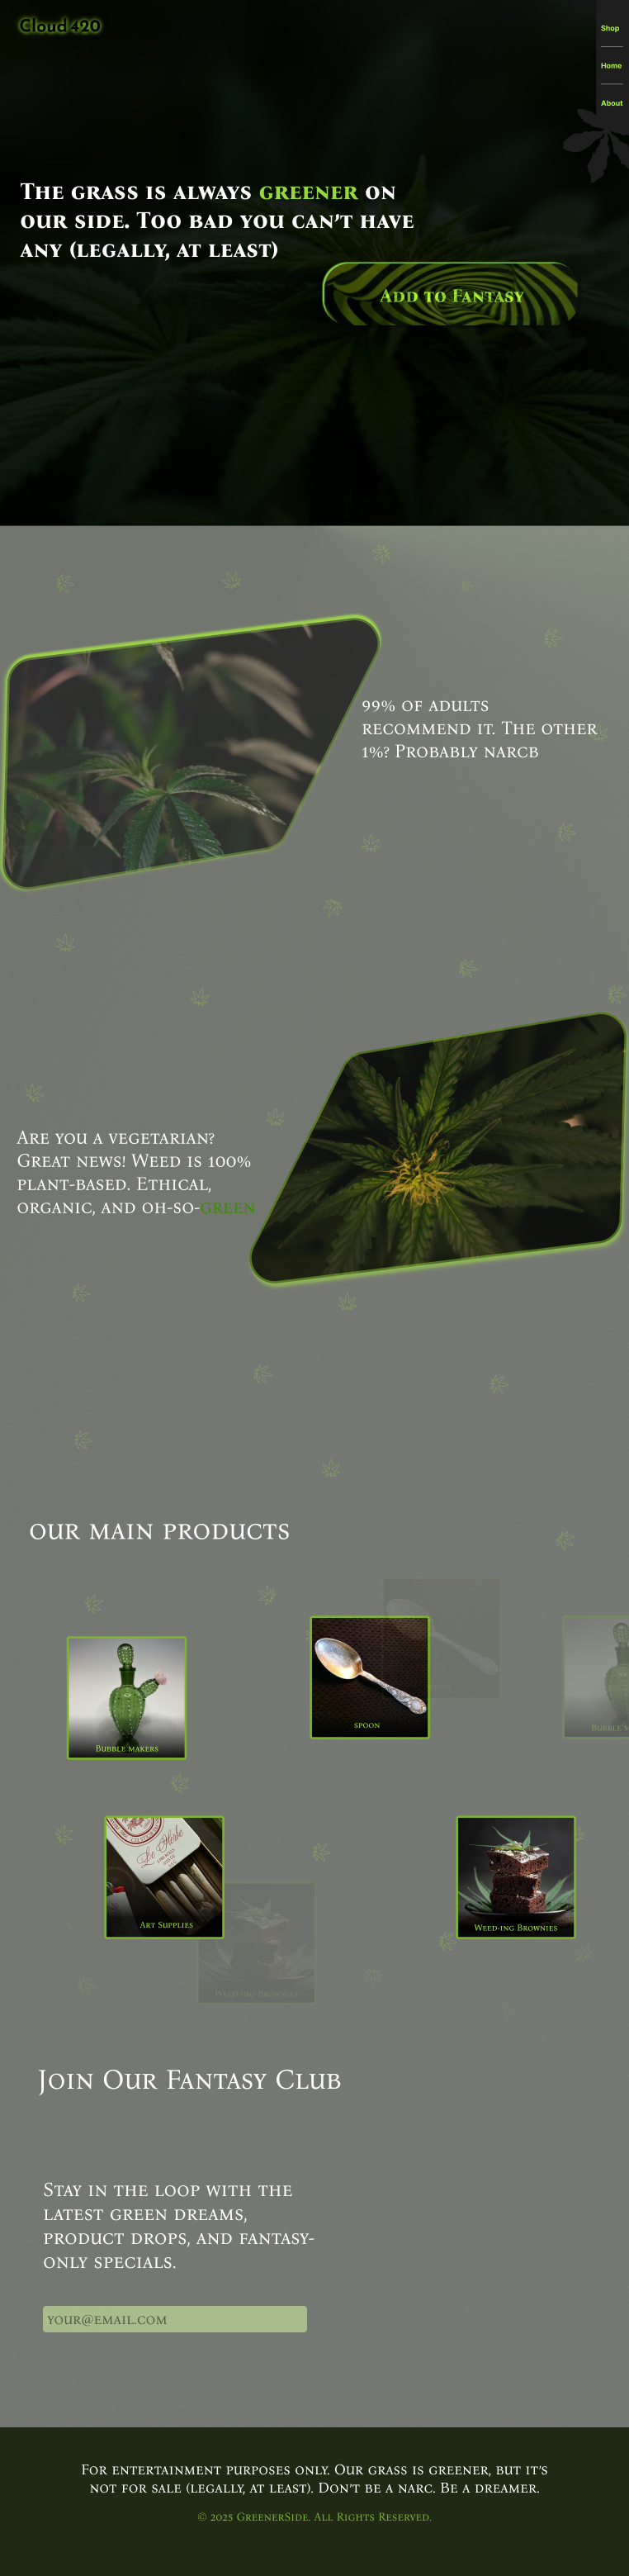 Cloud 420
Shop
Home
About
The grass is always greener on
our side. Too bad you can't have
any (legally, at least)
Add to Fantasy
99% of adults
recommend it. The other
1%? Probably narcb
Are you a vegetarian?
Great news! Weed is 100%
plant-based. Ethical,
organic, and oh-so-green
our main products
Bubble makers
spoon
Bubble m
Le Herbe
Art Supplies
Weed-ing Brownies
Weed-ing Brownies
Join Our Fantasy Club
Stay in the loop with the
latest green dreams,
product drops, and fantasy-
only specials.
your@email.com
For entertainment purposes only. Our grass is greener, but it's
not for sale (legally, at least). Don't be a narc. Be a dreamer.
© 2025 GreenerSide. All Rights Reserved.